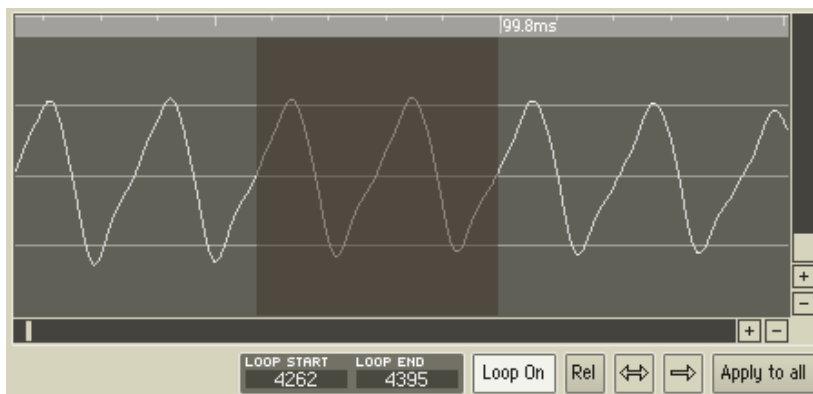 99.8ms
+
−
+ −
LOOP START LOOP END
4262 4395 Loop On Rel Apply to all